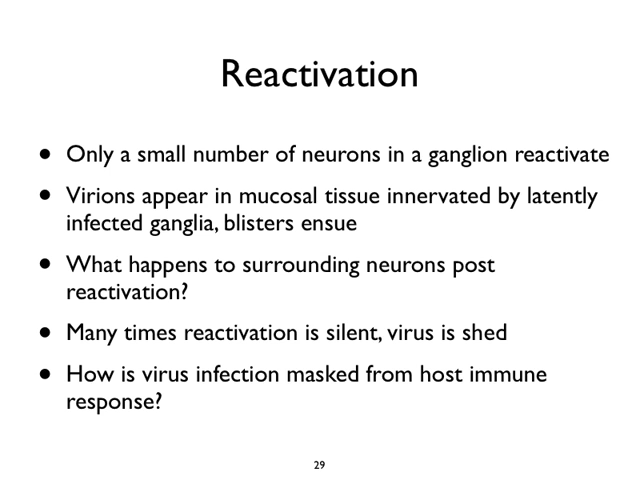 Reactivation
• Only a small number of neurons in a ganglion reactivate
• Virions appear in mucosal tissue innervated by latently
infected ganglia, blisters ensue
• What happens to surrounding neurons post
reactivation?
• Many times reactivation is silent, virus is shed
• How is virus infection masked from host immune
response?
29